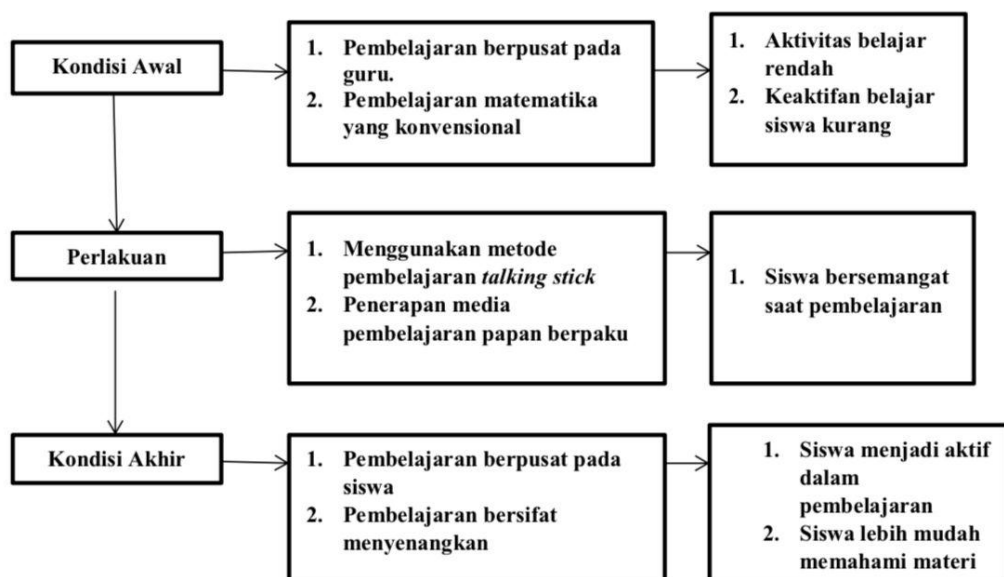 Kondisi Awal
1. Pembelajaran berpusat pada
guru.
2. Pembelajaran matematika
yang konvensional
1. Aktivitas belajar
rendah
2. Keaktifan belajar
siswa kurang
Perlakuan
1. Menggunakan metode
pembelajaran talking stick
2. Penerapan media
pembelajaran papan berpaku
1. Siswa bersemangat
saat pembelajaran
Kondisi Akhir
1. Pembelajaran berpusat pada
siswa
2. Pembelajaran bersifat
menyenangkan
1. Siswa menjadi aktif
dalam
pembelajaran
2. Siswa lebih mudah
memahami materi